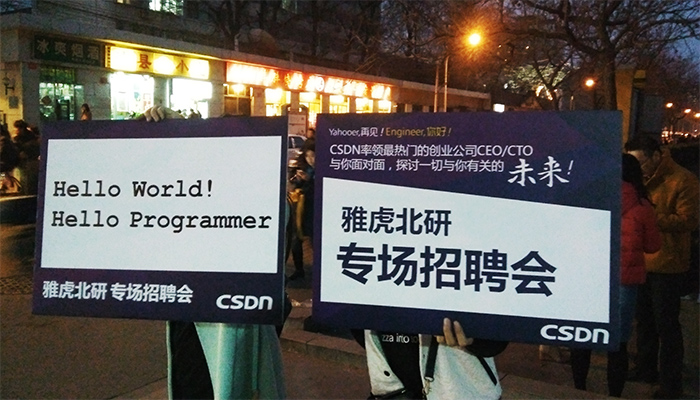 Hello World!
Hello Programmer
雅虎北研 专场招聘会
CSDN
Yahooer,再见！Engineer,你好！
CSDN率领最热门的创业公司CEO/CTO
与你面对面，探讨一切与你有关的 未来！
雅虎北研
专场招聘会
CSDN